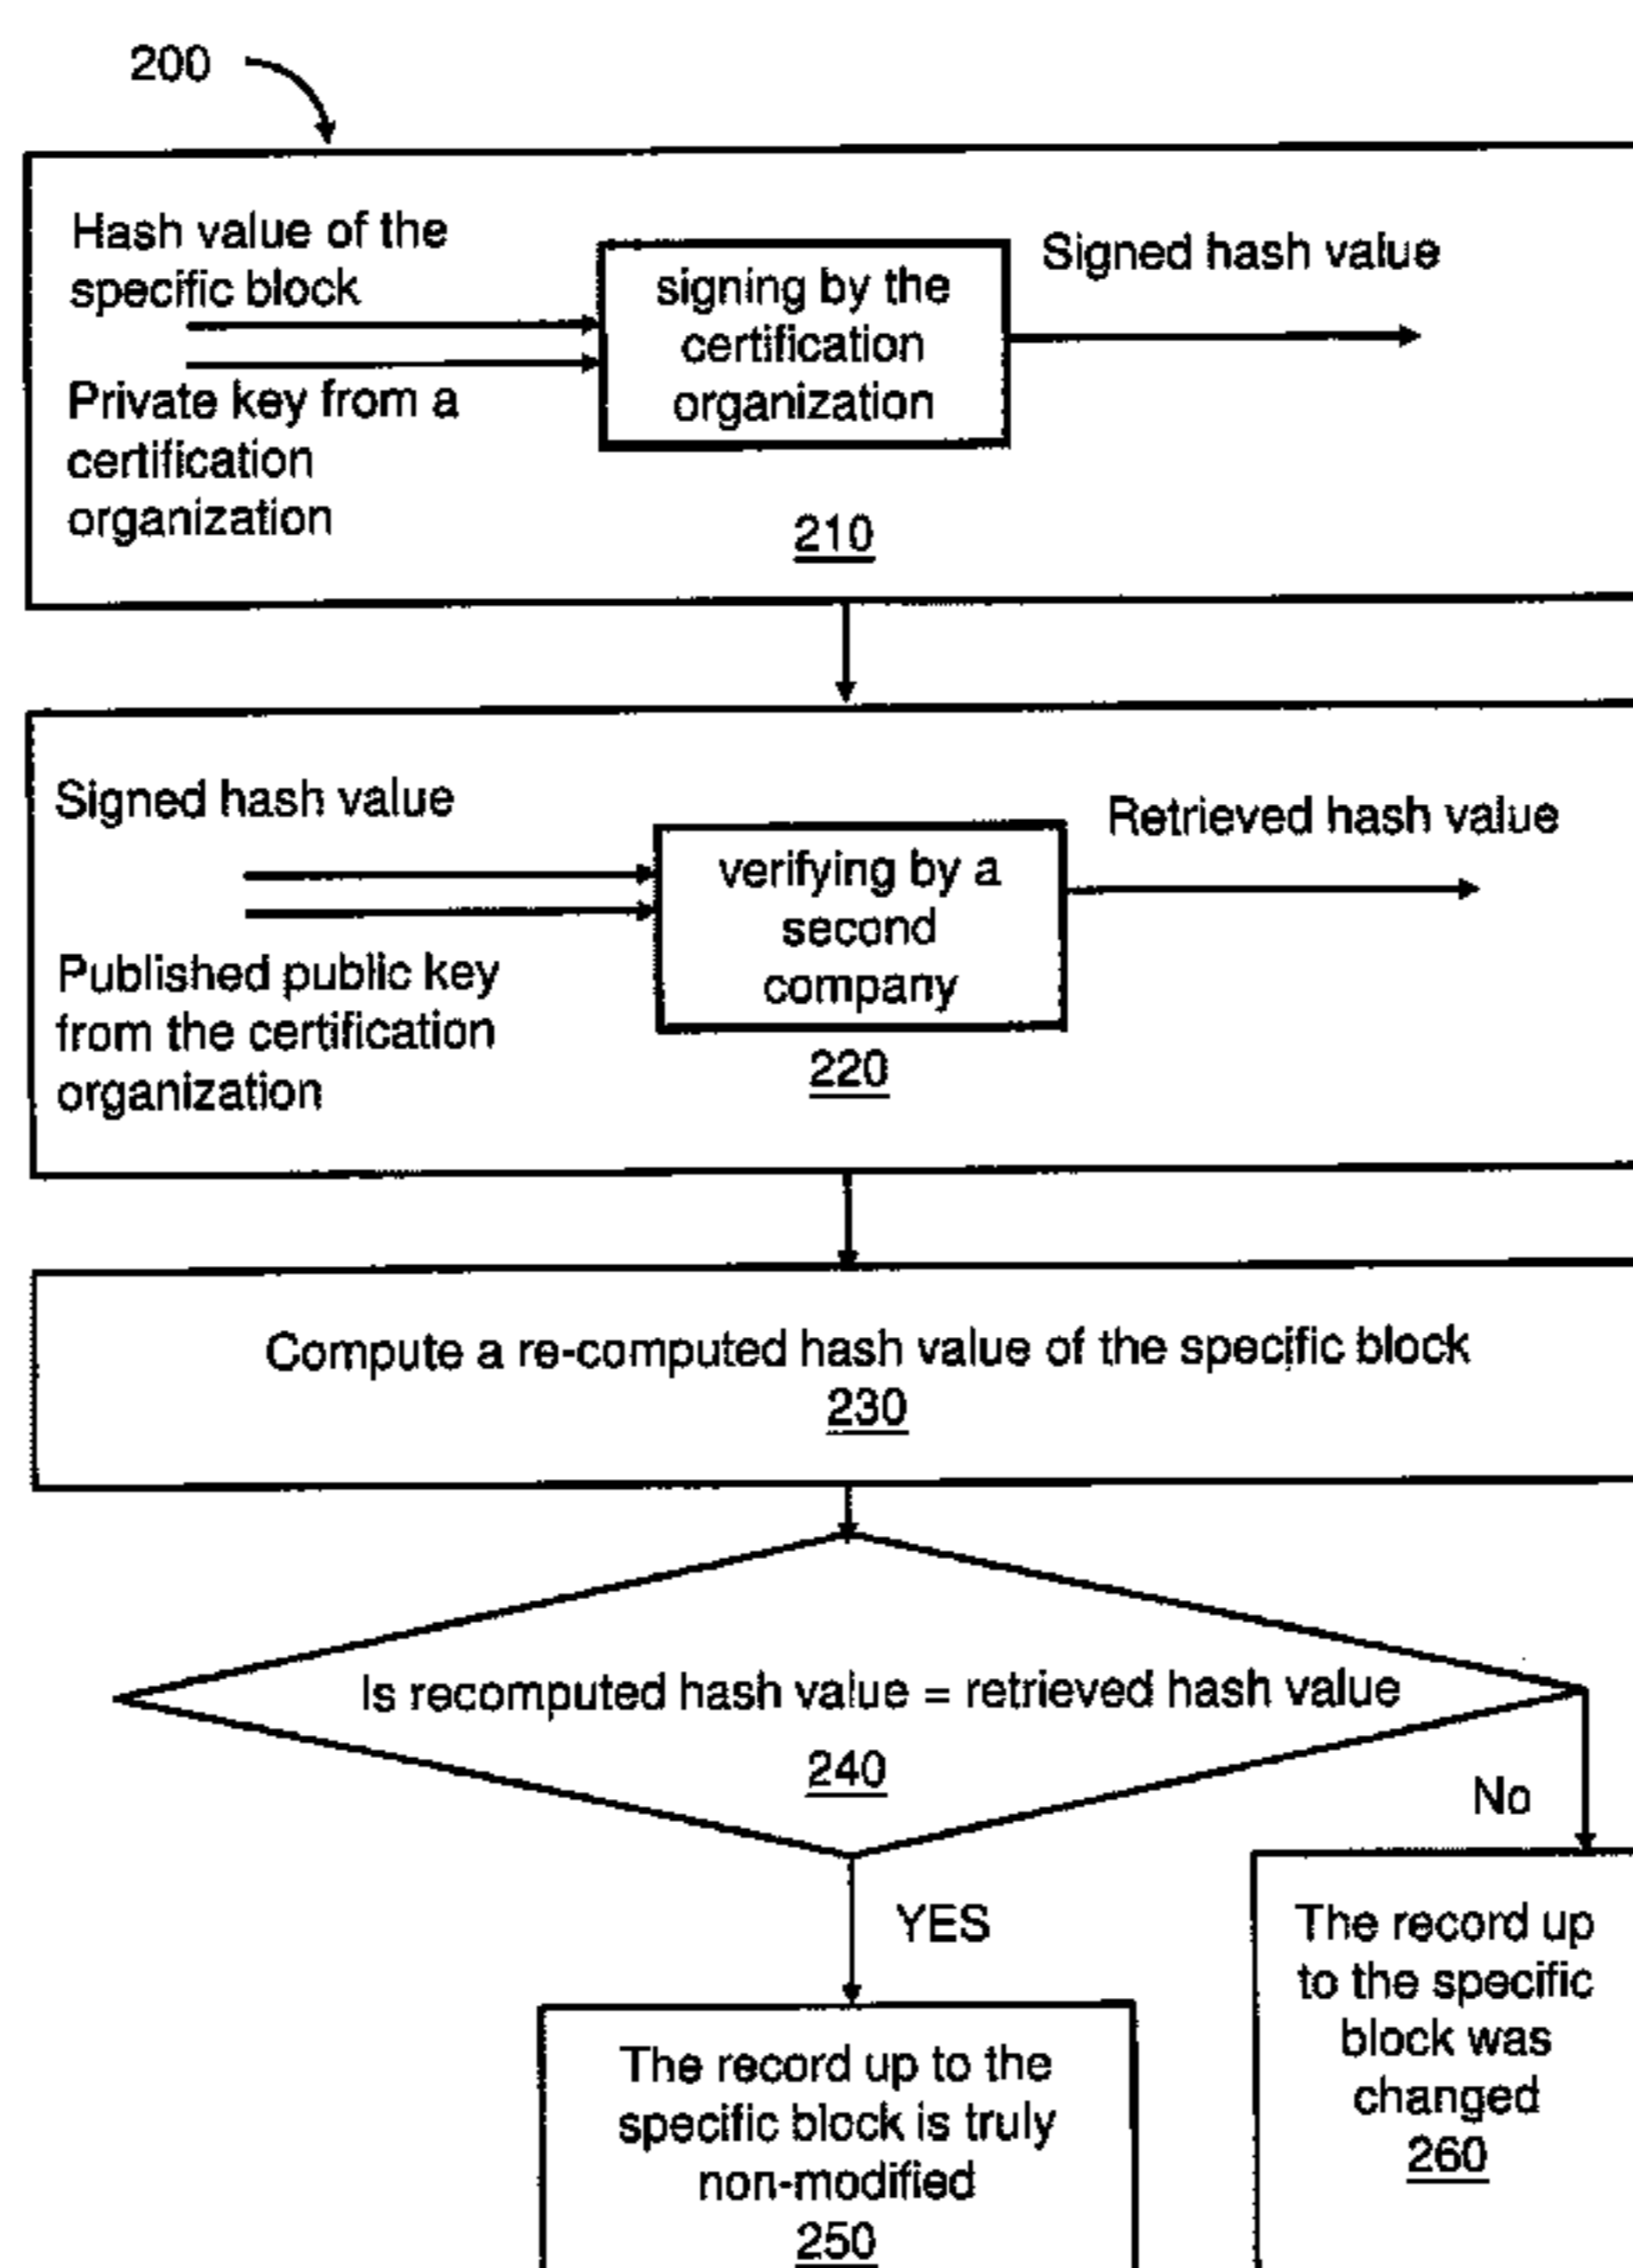 200
Hash value of the
specific block
Private key from a
certification
organization
signing by the
certification
organization
Signed hash value
210
Signed hash value
Published public key
from the certification
organization
verifying by a
second
company
Retrieved hash value
220
Compute a re-computed hash value of the specific block
230
Is recomputed hash value = retrieved hash value
240
No
YES
The record up
to the specific
block was
changed
260
The record up to the
specific block is truly
non-modified
250